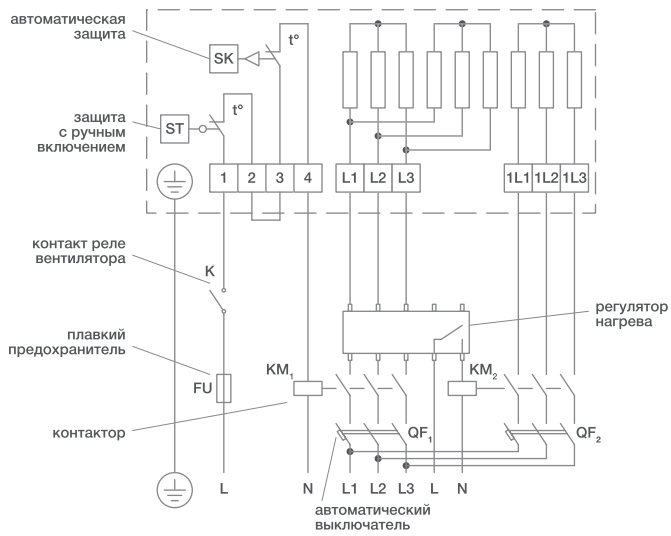 автоматическая
защита
SK
t°
защита
с ручным
включением
ST
t°
1 2 3 4 L1 L2 L3 1L1 1L2 1L3
контакт реле
вентилятора
K
регулятор
нагрева
плавкий
предохранитель
FU
KM1
KM2
контактор
QF1
QF2
L N L1 L2 L3 L N
автоматический
выключатель